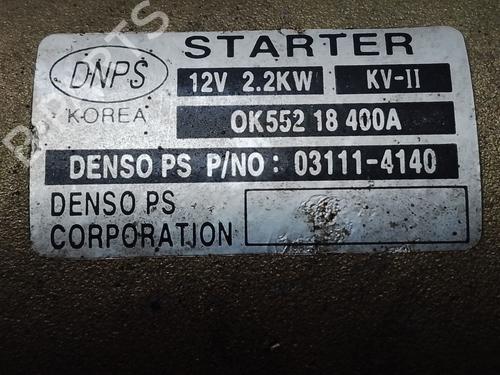 DNPS
KOREA
STARTER
12V 2.2KW KV-II
OK552 18 400A
DENSO PS P/NO: 03111-4140
DENSO PS
CORPORATION